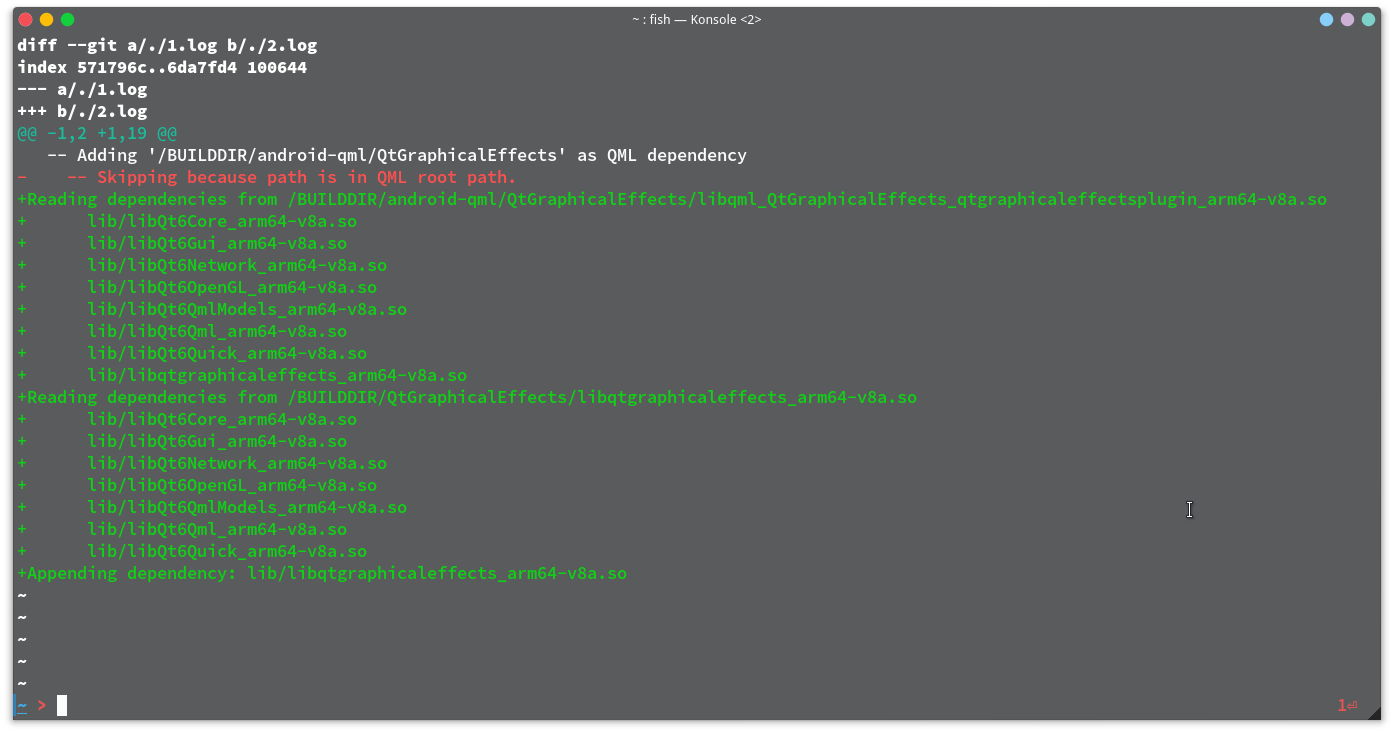 ~ : fish — Konsole <2>
diff --git a/./1.log b/./2.log
index 571796c..6da7fd4 100644
--- a/./1.log
+++ b/./2.log
@@ -1,2 +1,19 @@
   -- Adding '/BUILDDIR/android-qml/QtGraphicalEffects' as QML dependency
-    -- Skipping because path is in QML root path.
+Reading dependencies from /BUILDDIR/android-qml/QtGraphicalEffects/libqml_QtGraphicalEffects_qtgraphicaleffectsplugin_arm64-v8a.so
+      lib/libQt6Core_arm64-v8a.so
+      lib/libQt6Gui_arm64-v8a.so
+      lib/libQt6Network_arm64-v8a.so
+      lib/libQt6OpenGL_arm64-v8a.so
+      lib/libQt6QmlModels_arm64-v8a.so
+      lib/libQt6Qml_arm64-v8a.so
+      lib/libQt6Quick_arm64-v8a.so
+      lib/libqtgraphicaleffects_arm64-v8a.so
+Reading dependencies from /BUILDDIR/QtGraphicalEffects/libqtgraphicaleffects_arm64-v8a.so
+      lib/libQt6Core_arm64-v8a.so
+      lib/libQt6Gui_arm64-v8a.so
+      lib/libQt6Network_arm64-v8a.so
+      lib/libQt6OpenGL_arm64-v8a.so
+      lib/libQt6QmlModels_arm64-v8a.so
+      lib/libQt6Qml_arm64-v8a.so
+      lib/libQt6Quick_arm64-v8a.so
+Appending dependency: lib/libqtgraphicaleffects_arm64-v8a.so
~
~
~
~
~
~ > 1⏎